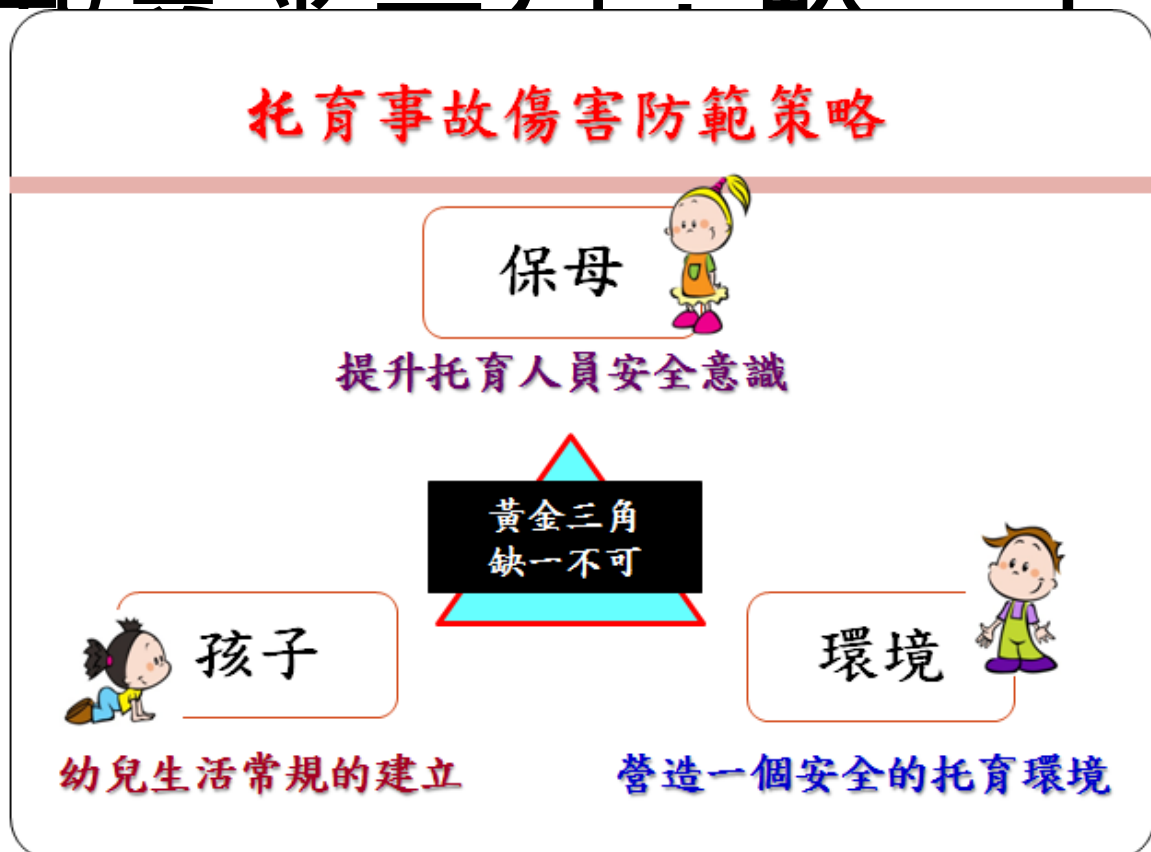 托育事故傷害防範策略
保母
提升托育人員安全意識
黃金三角
缺一不可
孩子
環境
幼兒生活常規的建立
營造一個安全的托育環境